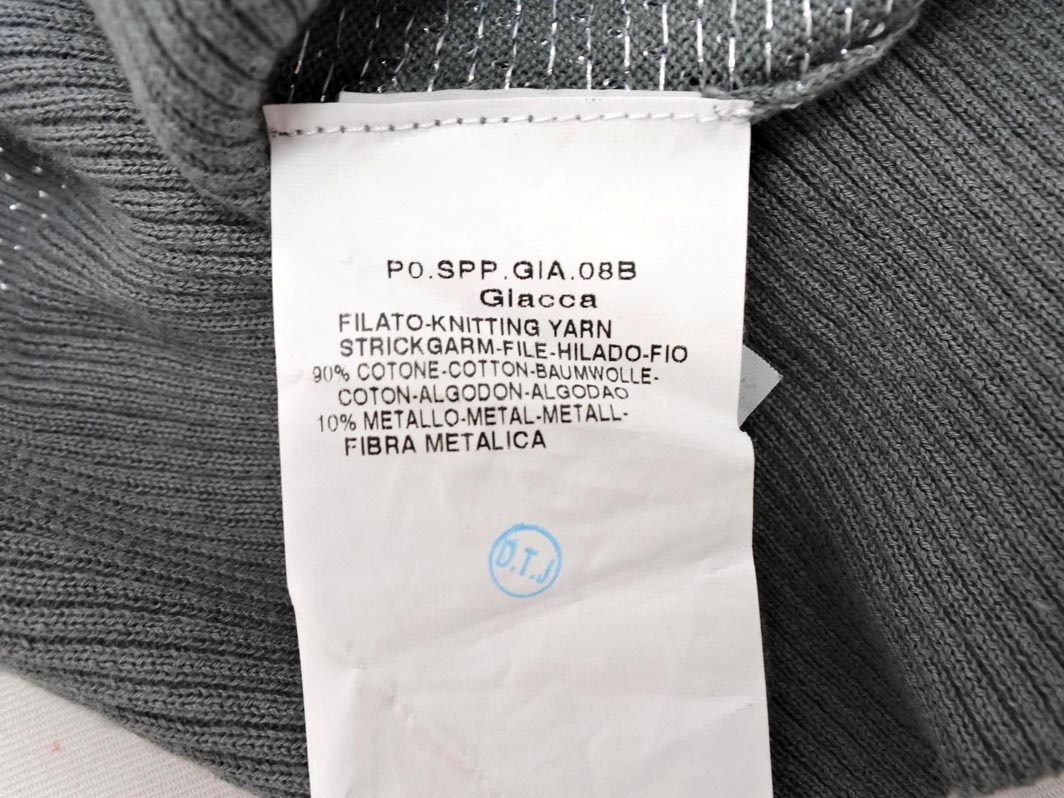 P0.SPP.GIA.08B
Giacca
FILATO-KNITTING YARN
STRICKGARM-FILE-HILADO-FIO
90% COTONE-COTTON-BAUMWOLLE-
COTON-ALGODON-ALGODAO
10% METALLO-METAL-METALL-
FIBRA METALICA
D.T.J